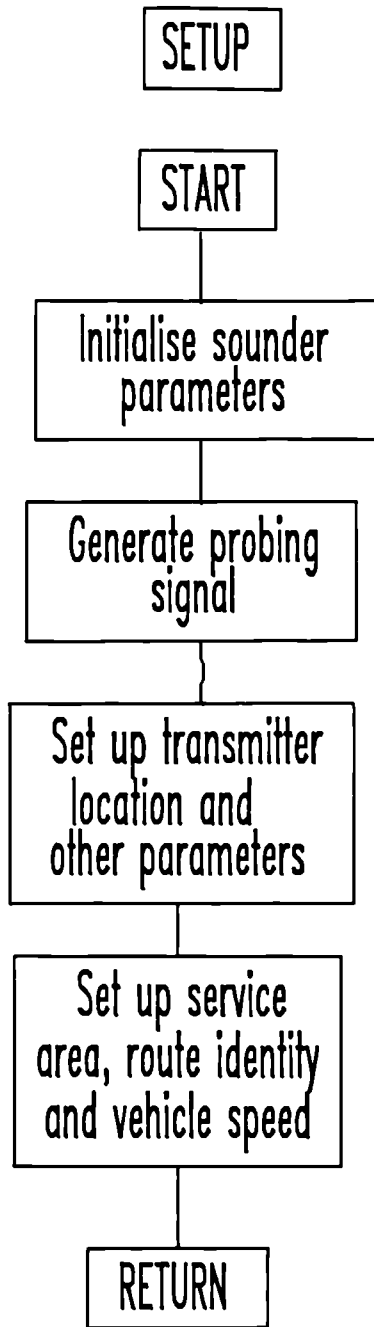 SETUP
START
Initialise sounder
parameters
Generate probing
signal
Set up transmitter
location and
other parameters
Set up service
area, route identity
and vehicle speed
RETURN